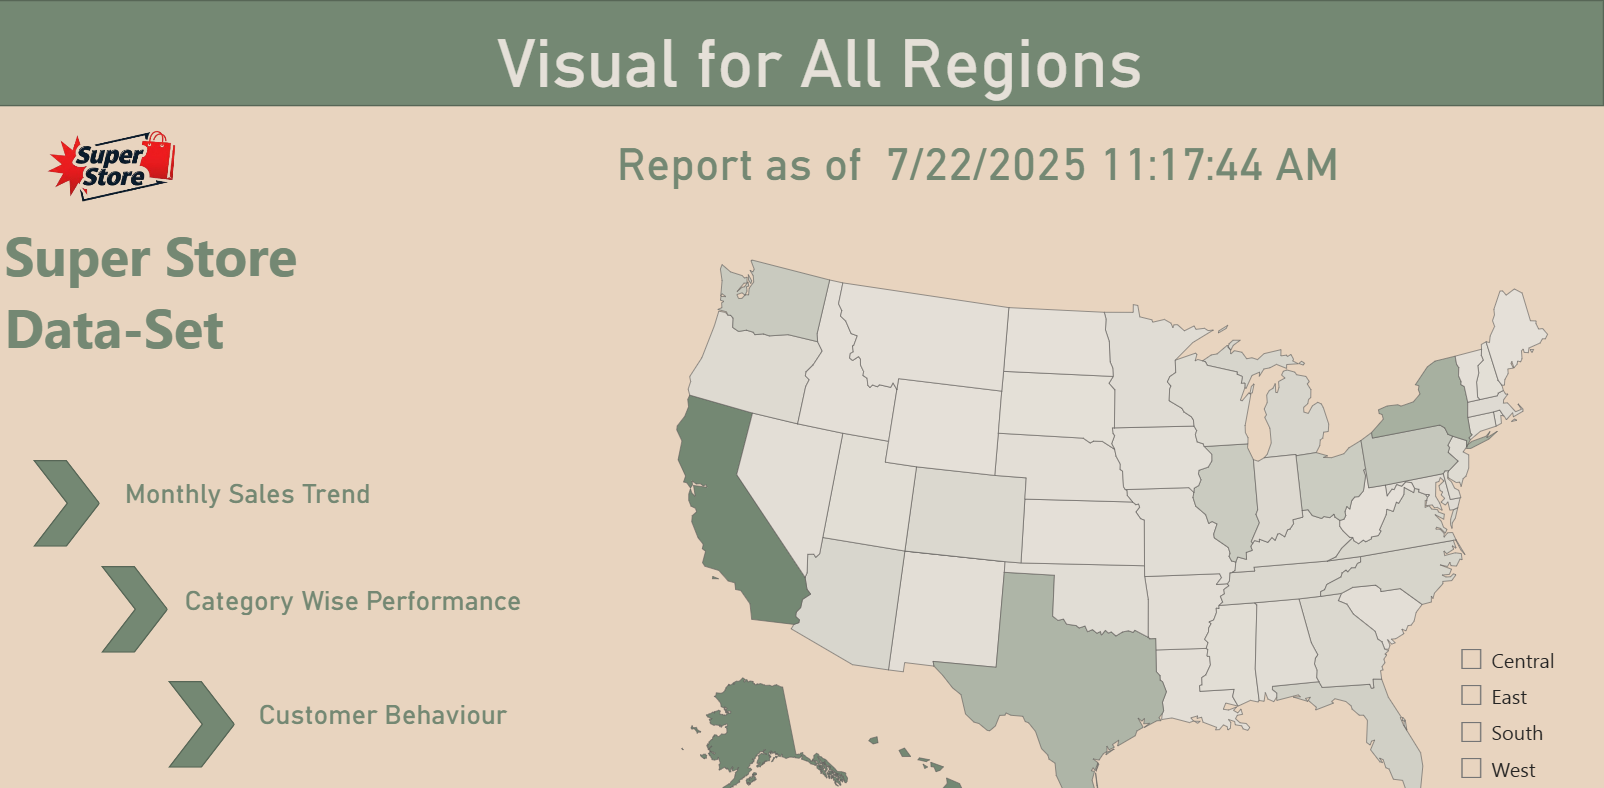 Visual for All Regions
Super
Store
Report as of 7/22/2025 11:17:44 AM
Super Store
Data-Set
Monthly Sales Trend
Category Wise Performance
Customer Behaviour
Central
East
South
West